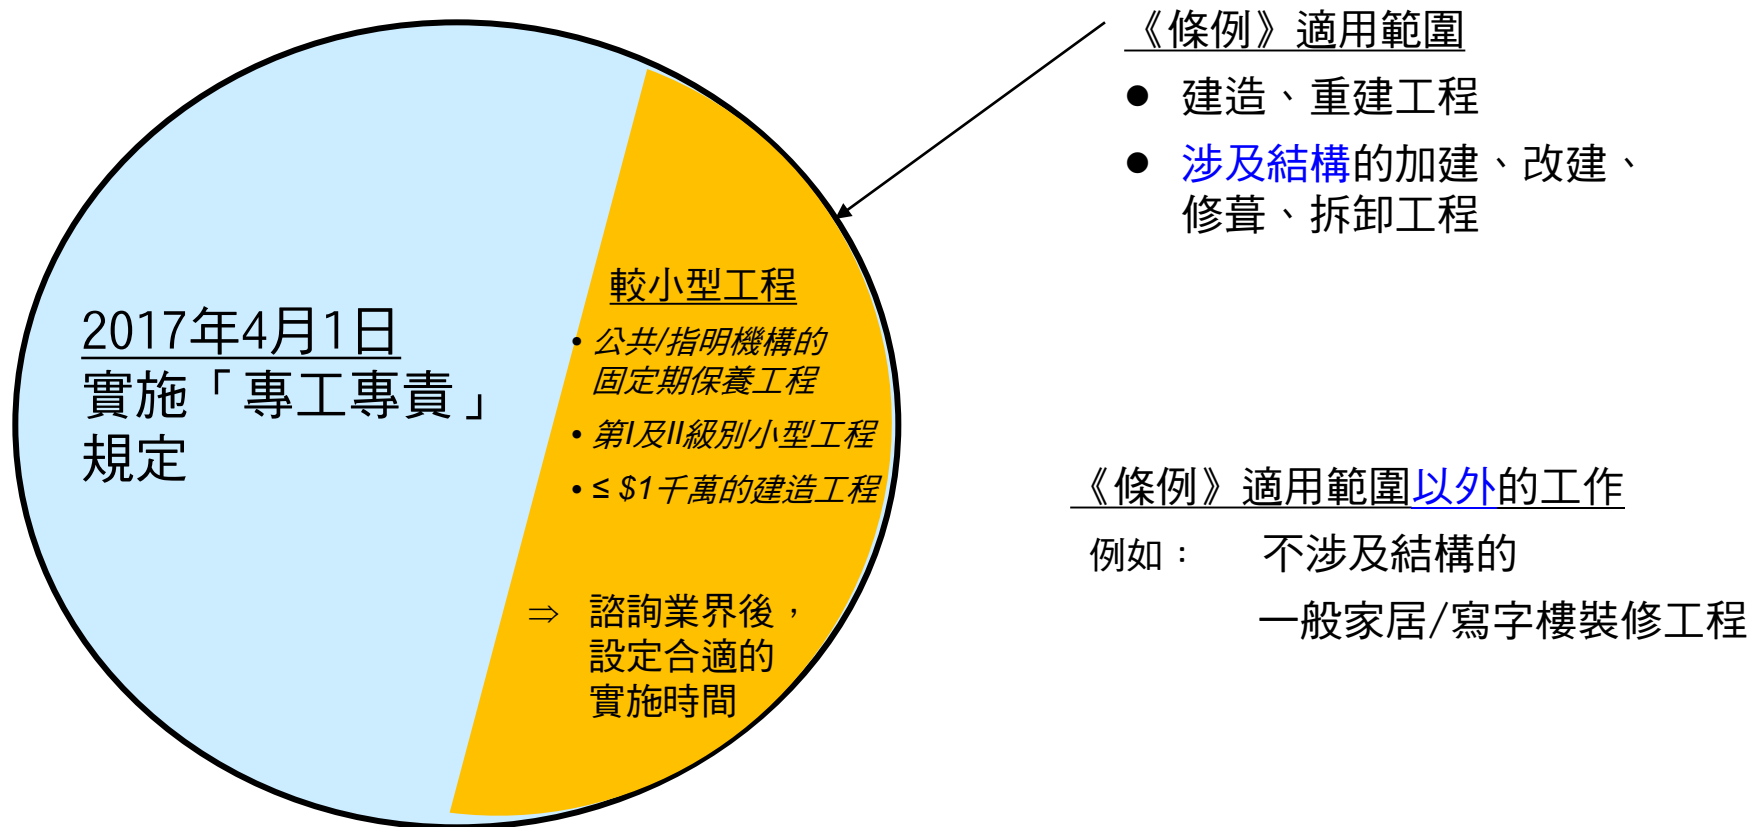 2017年4月1日
實施「專工專責」
規定
較小型工程
• 公共/指明機構的
固定期保養工程
• 第I及II級別小型工程
• ≤ $1千萬的建造工程
⇒ 諮詢業界後，
設定合適的
實施時間
《條例》適用範圍
● 建造、重建工程
● 涉及結構的加建、改建、
修葺、拆卸工程
《條例》適用範圍以外的工作
例如： 不涉及結構的
一般家居/寫字樓裝修工程